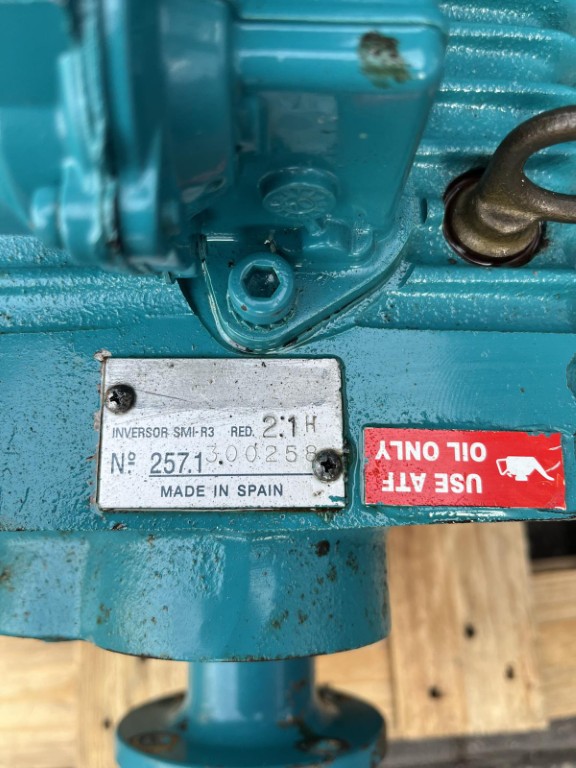 INVERSOR SMI-R3 RED. 2:1 H
Nº 257.1 300258
MADE IN SPAIN
USE ATF
OIL ONLY